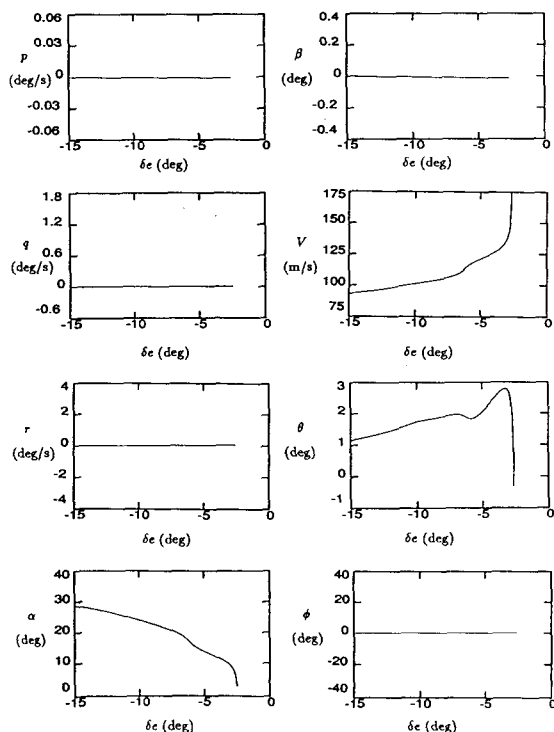 0.06
0.03
p
(deg/s) 0
-0.03
-0.06
-15 -10 -5 0
δe (deg)
0.4
0.2
β
(deg) 0
-0.2
-0.4
-15 -10 -5 0
δe (deg)
1.8
1.2
q
0.6
(deg/s)
0
-0.6
-15 -10 -5 0
δe (deg)
175
150
V
125
(m/s)
100
75
-15 -10 -5 0
δe (deg)
4
2
r
0
(deg/s)
-2
-4
-15 -10 -5 0
δe (deg)
3
2
θ
(deg) 1
0
-1
-15 -10 -5 0
δe (deg)
40
α 30
(deg) 20
10
0
-15 -10 -5 0
δe (deg)
40
20
ϕ
0
(deg)
-20
-40
-15 -10 -5 0
δe (deg)